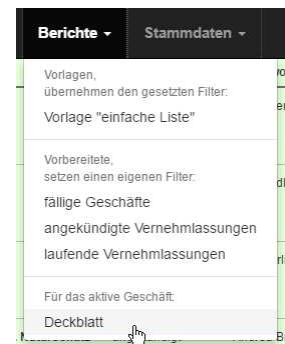 Berichte Stammdaten
Vorlagen,
übernehmen den gesetzten Filter:
Vorlage "einfache Liste"
Vorbereitete,
setzen einen eigenen Filter:
fällige Geschäfte
angekündigte Vernehmlassungen
laufende Vernehmlassungen
Für das aktive Geschäft:
Deckblatt